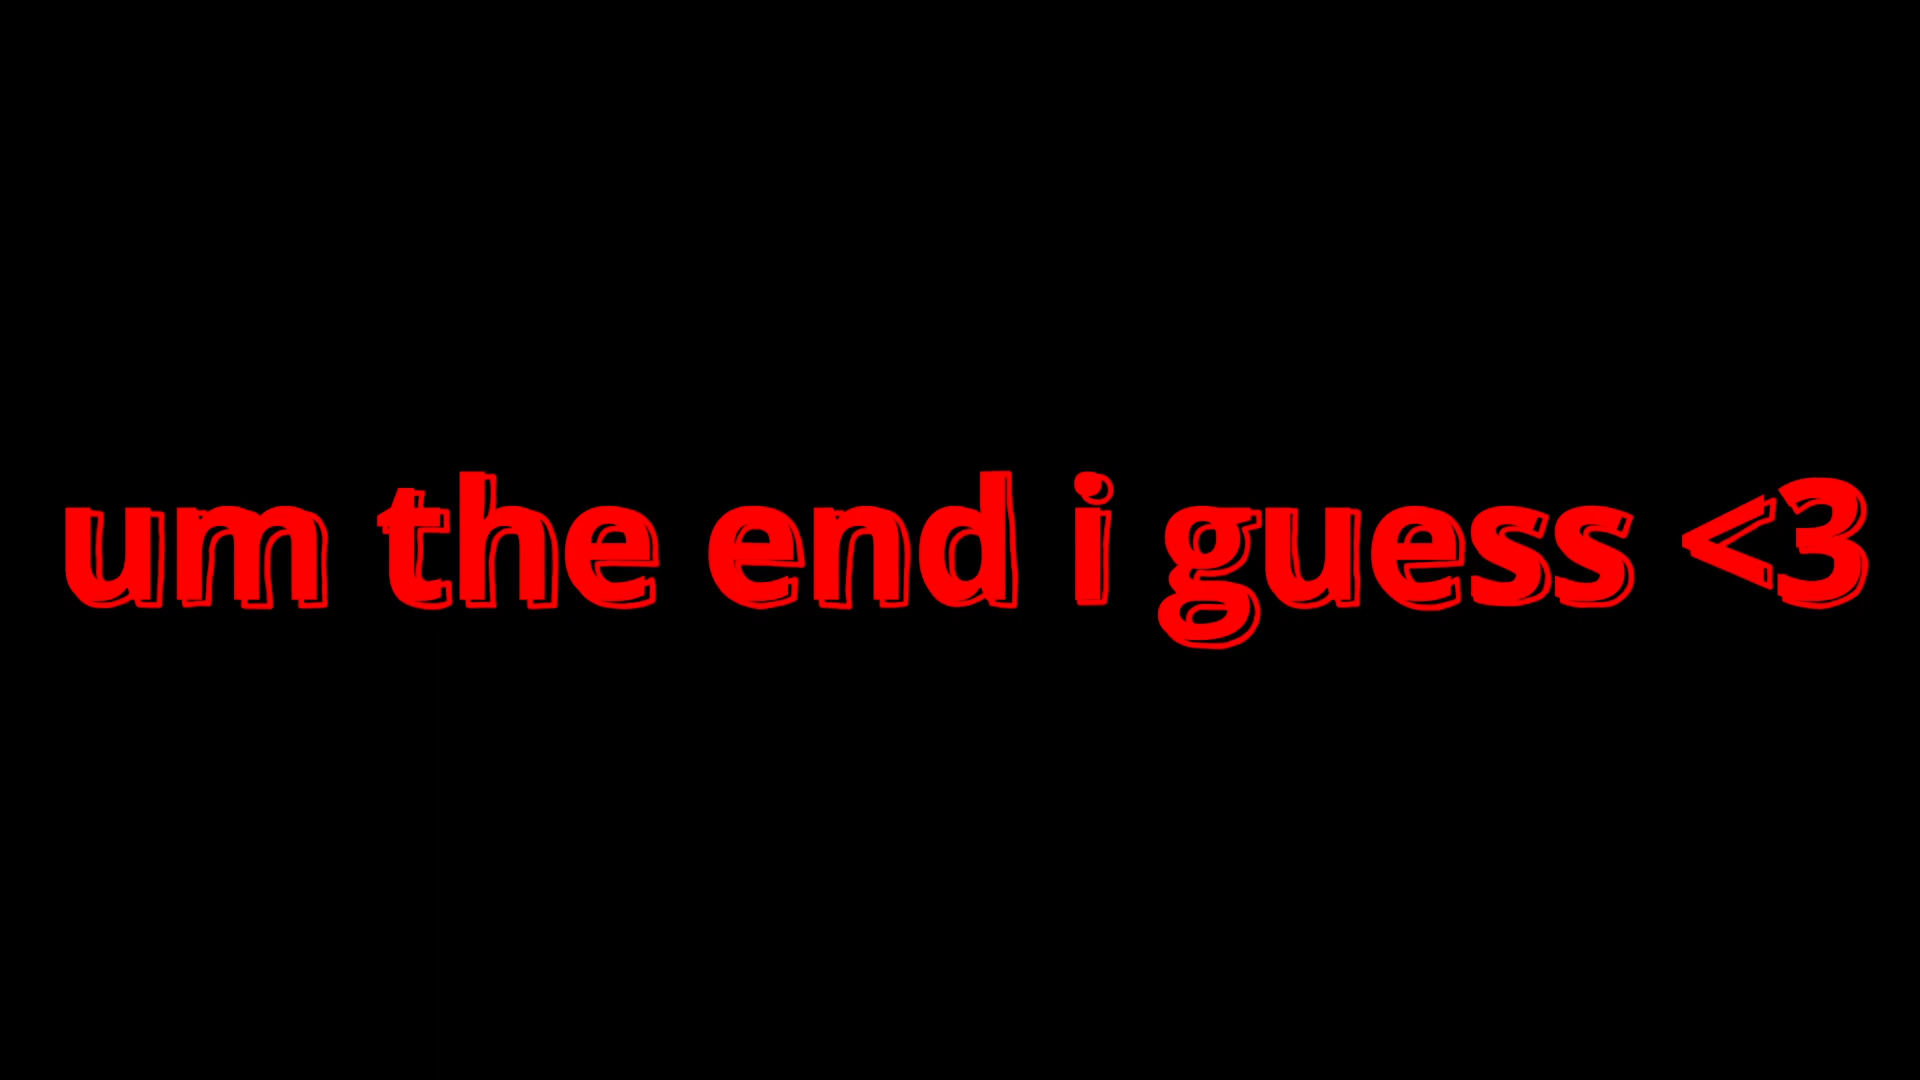 um the end i guess <3